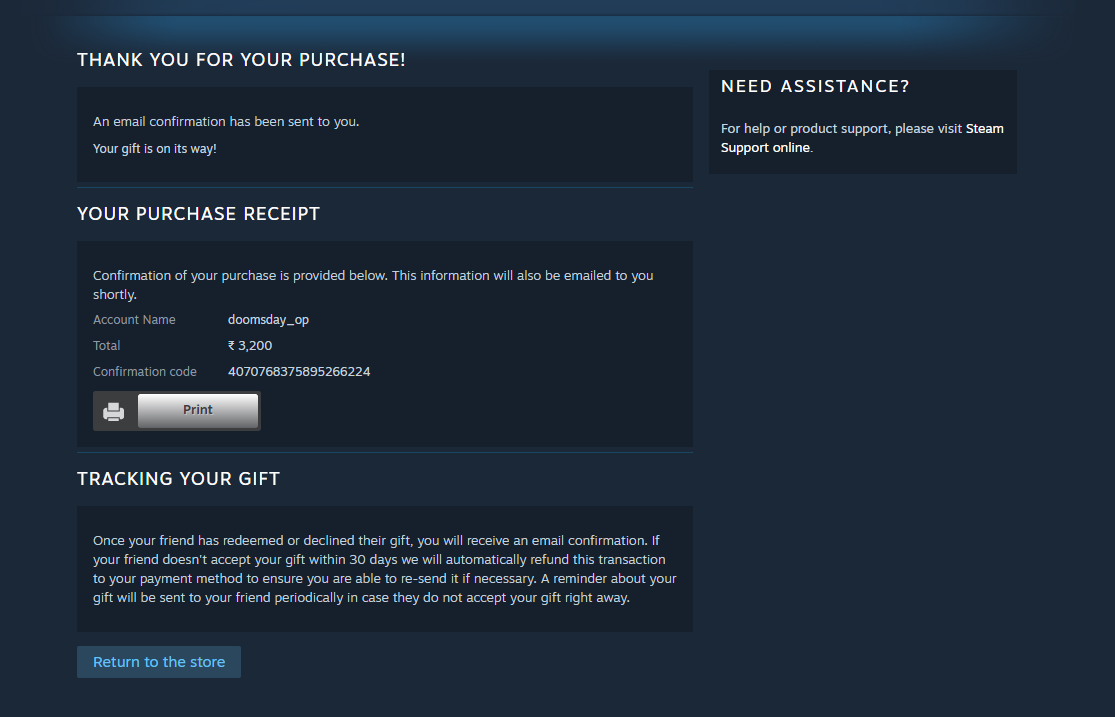 THANK YOU FOR YOUR PURCHASE!
An email confirmation has been sent to you.
Your gift is on its way!
NEED ASSISTANCE?
For help or product support, please visit Steam
Support online.
YOUR PURCHASE RECEIPT
Confirmation of your purchase is provided below. This information will also be emailed to you
shortly.
Account Name doomsday_op
Total ₹ 3,200
Confirmation code 4070768375895266224
Print
TRACKING YOUR GIFT
Once your friend has redeemed or declined their gift, you will receive an email confirmation. If
your friend doesn't accept your gift within 30 days we will automatically refund this transaction
to your payment method to ensure you are able to re-send it if necessary. A reminder about your
gift will be sent to your friend periodically in case they do not accept your gift right away.
Return to the store